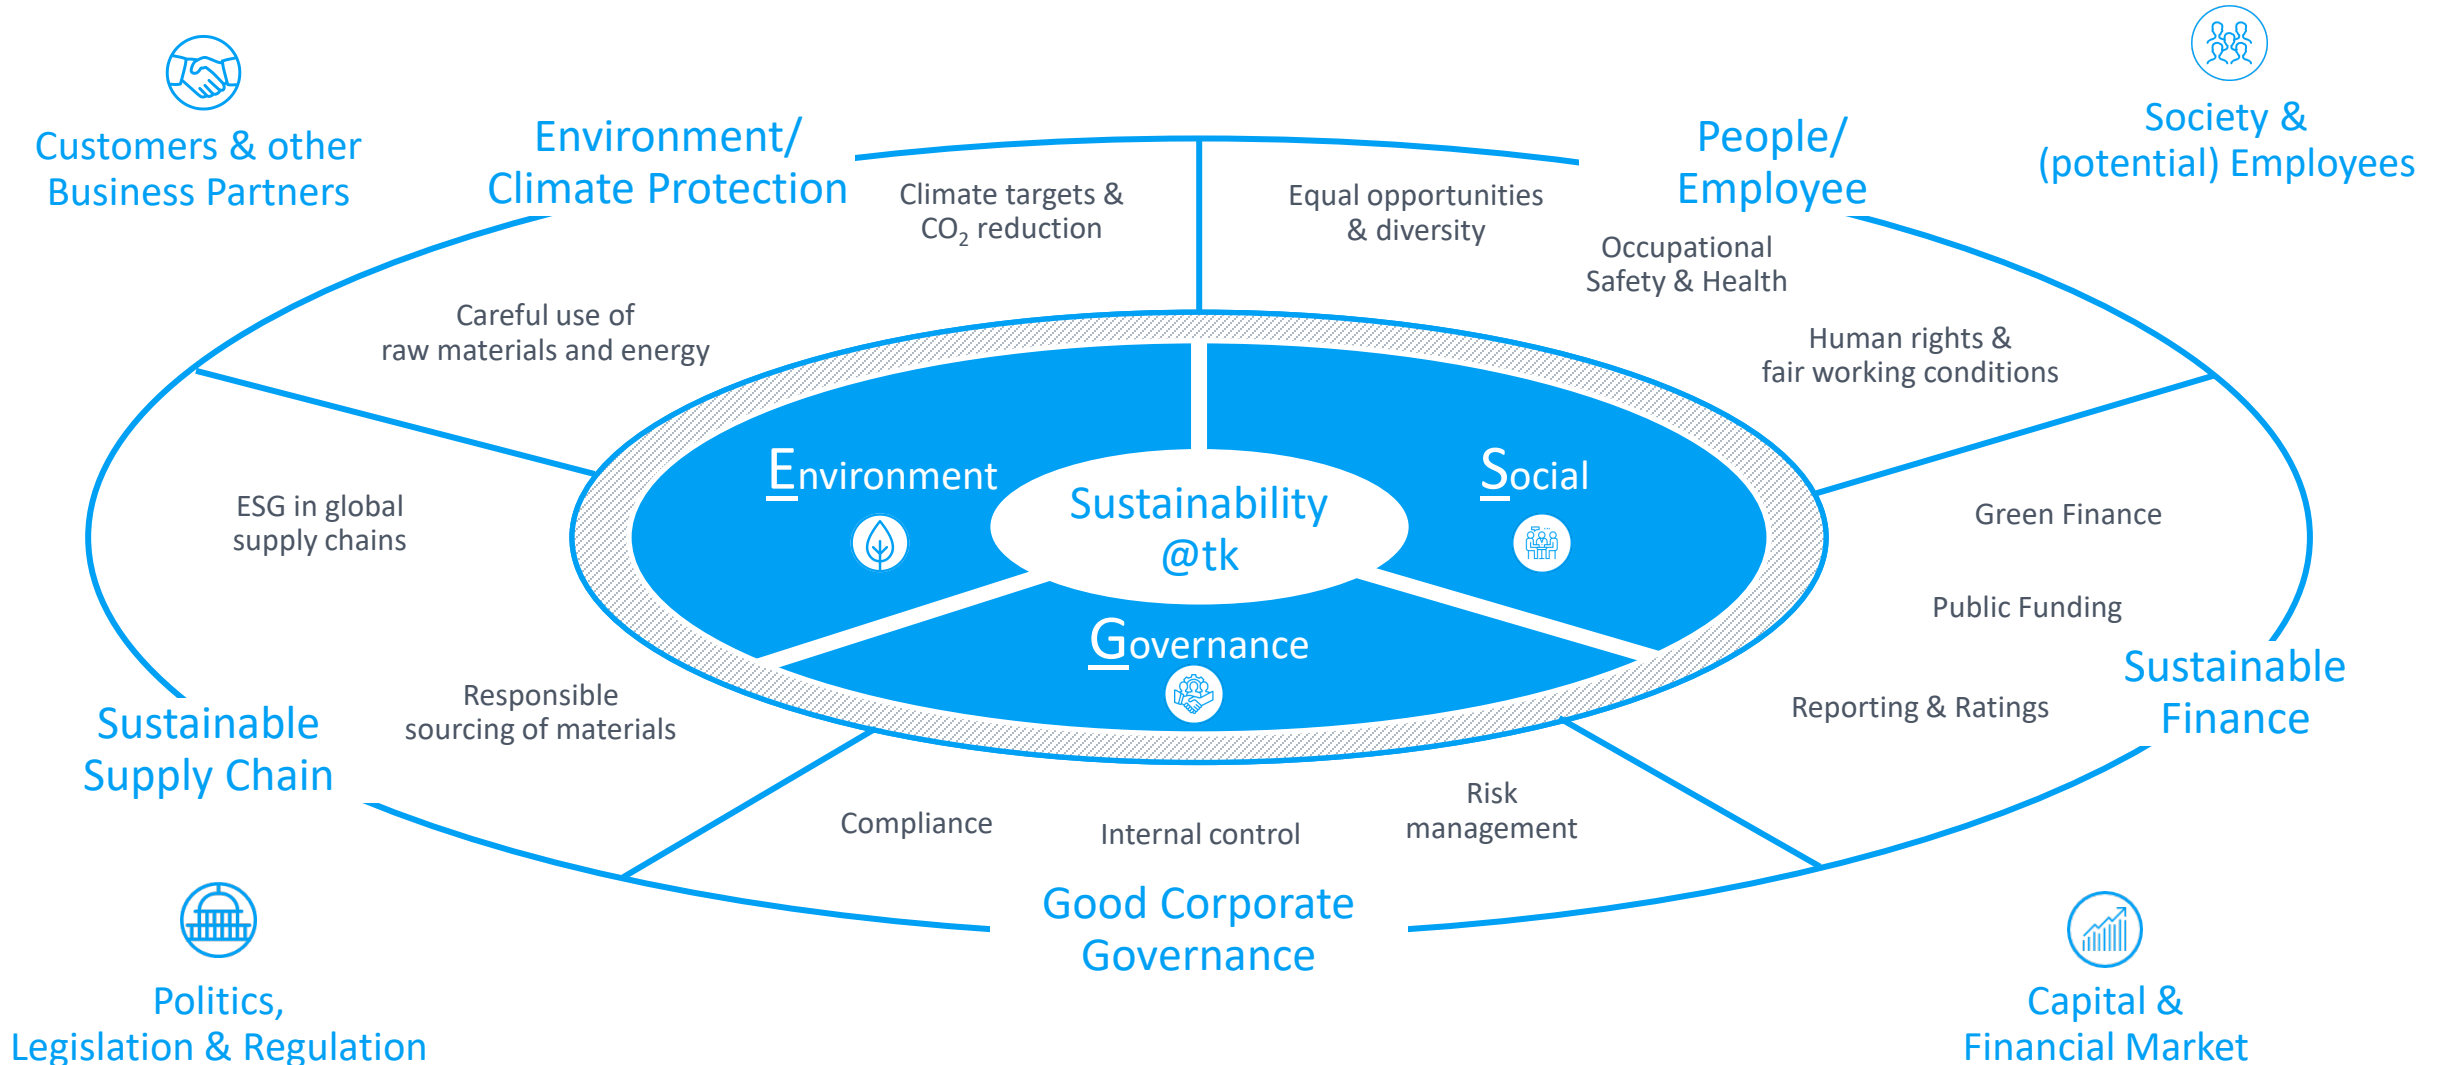 Customers & other
Business Partners
Environment/
Climate Protection
People/
Employee
Society &
(potential) Employees
Climate targets &
CO₂ reduction
Equal opportunities
& diversity
Occupational
Safety & Health
Careful use of
raw materials and energy
Human rights &
fair working conditions
Environment
Social
Sustainability
@tk
ESG in global
supply chains
Green Finance
Public Funding
Governance
Responsible
sourcing of materials
Reporting & Ratings
Sustainable
Finance
Sustainable
Supply Chain
Compliance
Internal control
Risk
management
Good Corporate
Governance
Politics,
Legislation & Regulation
Capital &
Financial Market